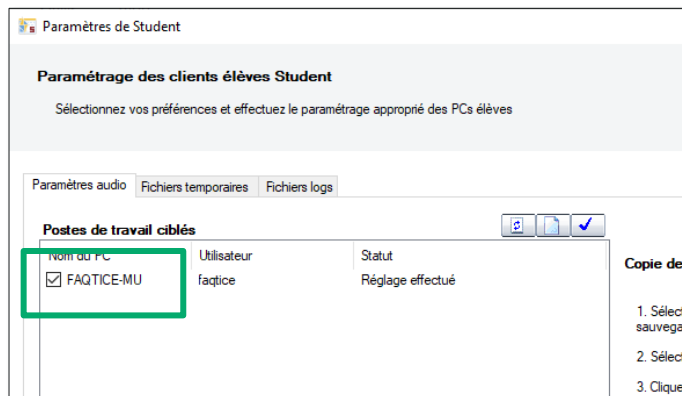 Paramètres de Student
Paramétrage des clients élèves Student
Sélectionnez vos préférences et effectuez le paramétrage approprié des PCs élèves
Paramètres audio Fichiers temporaires Fichiers logs
Postes de travail ciblés
Nom du PC Utilisateur Statut
FAQTICE-MU faqtice Réglage effectué
Copie de
1. Sélect
sauvega
2. Sélect
3. Clique